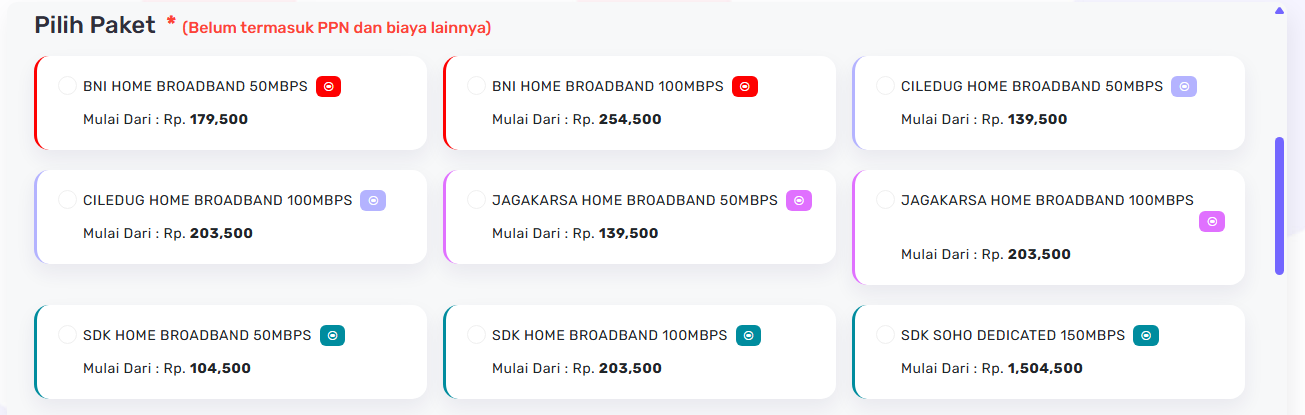 Pilih Paket * (Belum termasuk PPN dan biaya lainnya)
BNI HOME BROADBAND 50MBPS
Mulai Dari : Rp. 179,500
BNI HOME BROADBAND 100MBPS
Mulai Dari : Rp. 254,500
CILEDUG HOME BROADBAND 50MBPS
Mulai Dari : Rp. 139,500
CILEDUG HOME BROADBAND 100MBPS
Mulai Dari : Rp. 203,500
JAGAKARSA HOME BROADBAND 50MBPS
Mulai Dari : Rp. 139,500
JAGAKARSA HOME BROADBAND 100MBPS
Mulai Dari : Rp. 203,500
SDK HOME BROADBAND 50MBPS
Mulai Dari : Rp. 104,500
SDK HOME BROADBAND 100MBPS
Mulai Dari : Rp. 203,500
SDK SOHO DEDICATED 150MBPS
Mulai Dari : Rp. 1,504,500